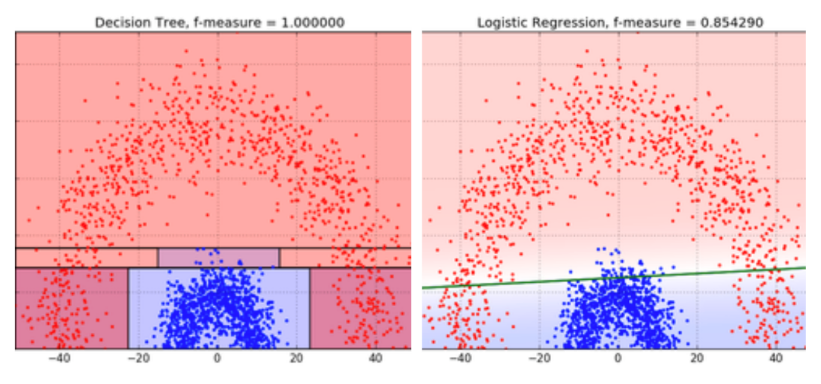 Decision Tree, f-measure = 1.000000
−40 −20 0 20 40
Logistic Regression, f-measure = 0.854290
−40 −20 0 20 40